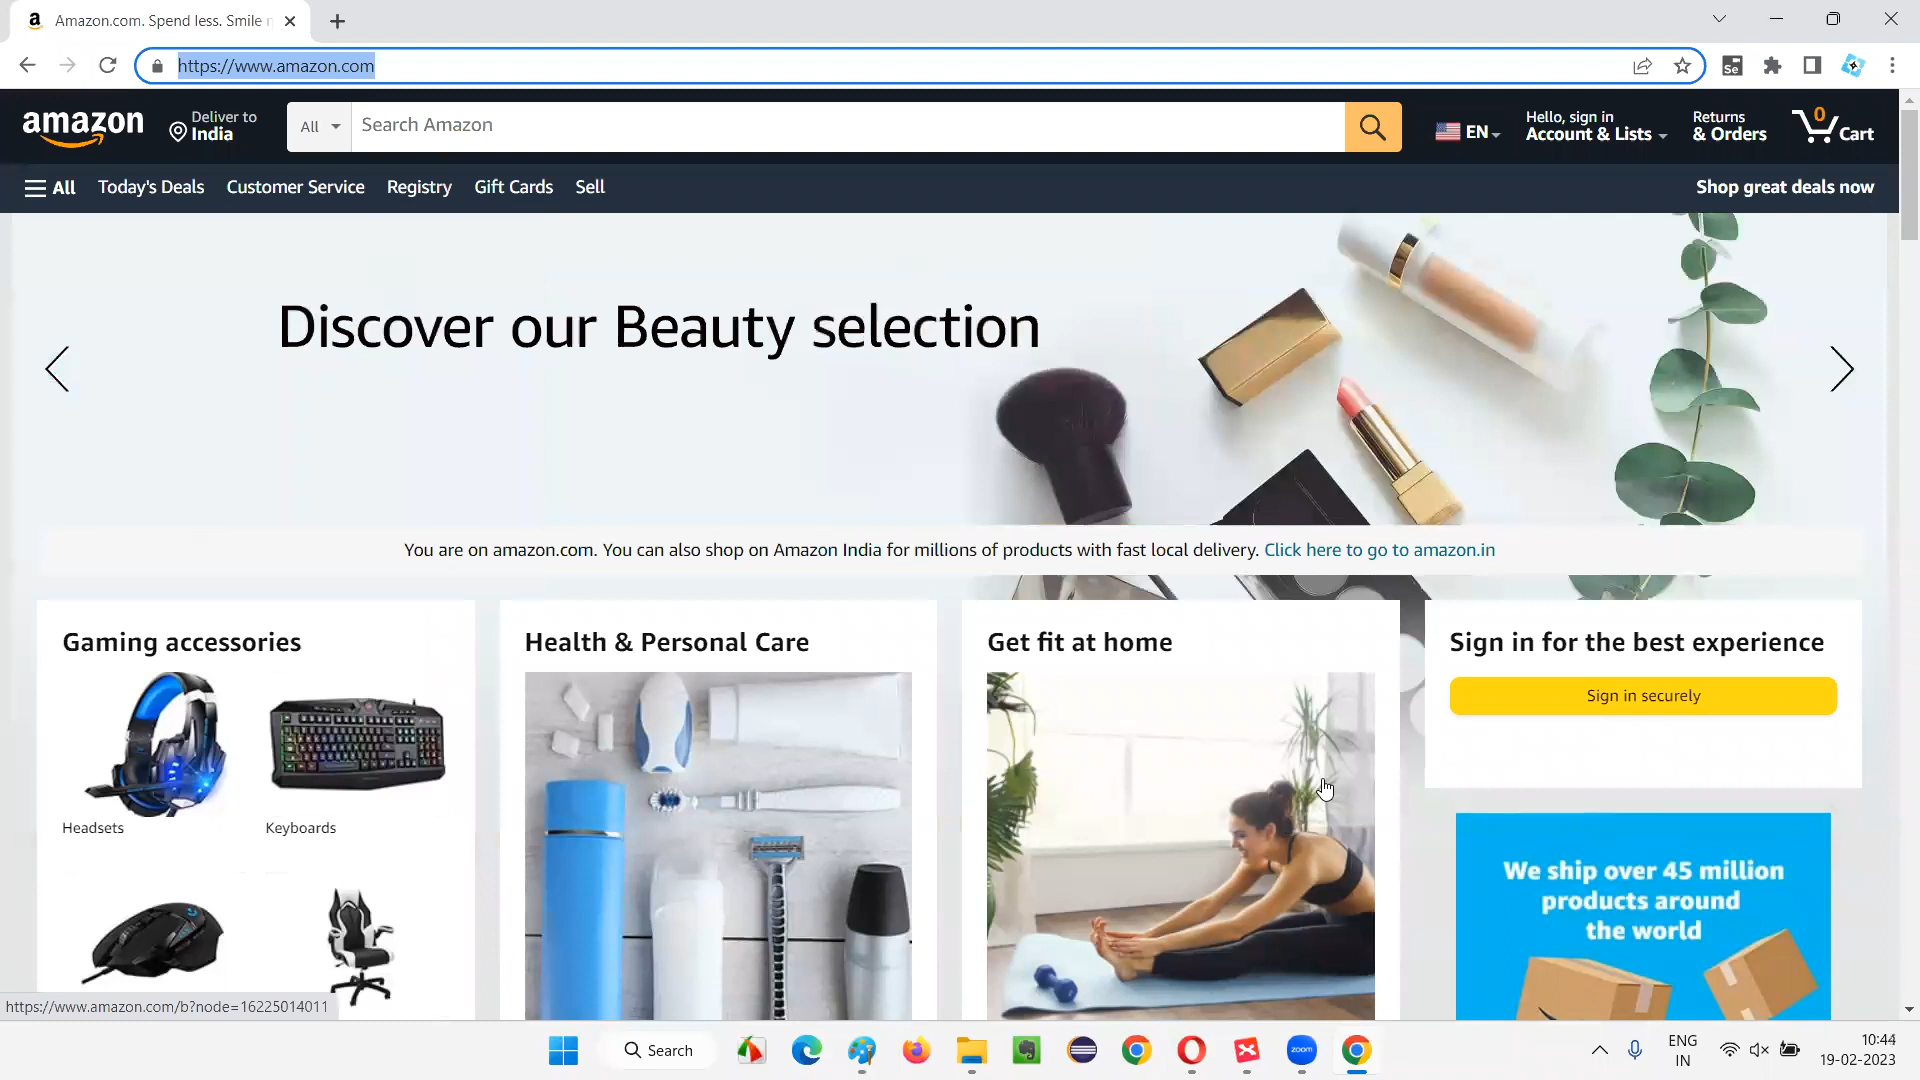 Amazon.com. Spend less. Smile
https://www.amazon.com
Se
amazon
Deliver to
India
All
Search Amazon
EN
Hello, sign in
Account & Lists
Returns
& Orders
0
Cart
All
Today's Deals
Customer Service
Registry
Gift Cards
Sell
Shop great deals now
Discover our Beauty selection
You are on amazon.com. You can also shop on Amazon India for millions of products with fast local delivery. Click here to go to amazon.in
Gaming accessories
Headsets
Keyboards
Health & Personal Care
Get fit at home
Sign in for the best experience
Sign in securely
We ship over 45 million
products around
the world
https://www.amazon.com/b?node=16225014011
Search
zoom
ENG
IN
10:44
19-02-2023